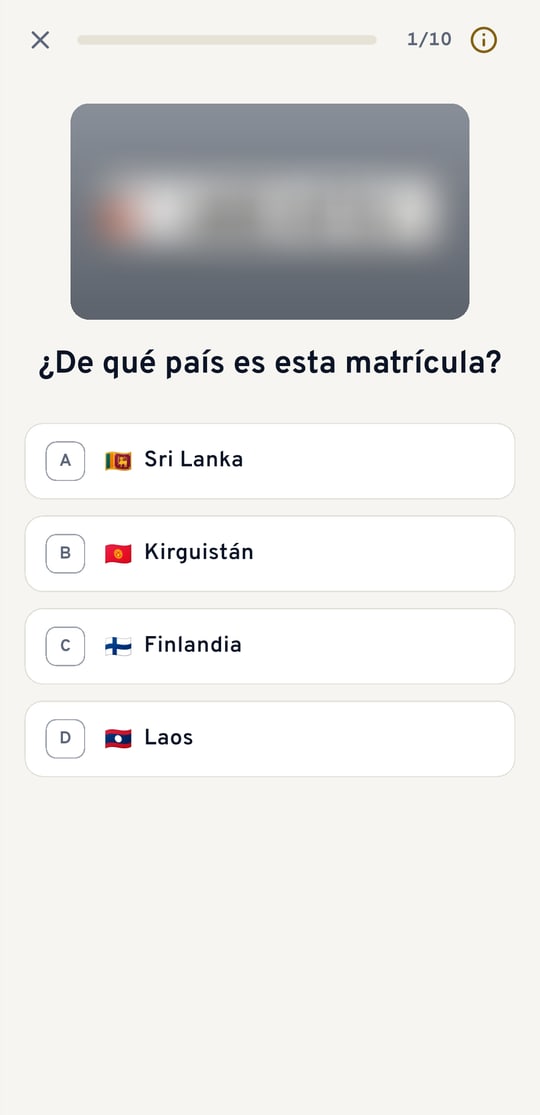 1/10
¿De qué país es esta matrícula?
A Sri Lanka
B Kirguistán
C Finlandia
D Laos